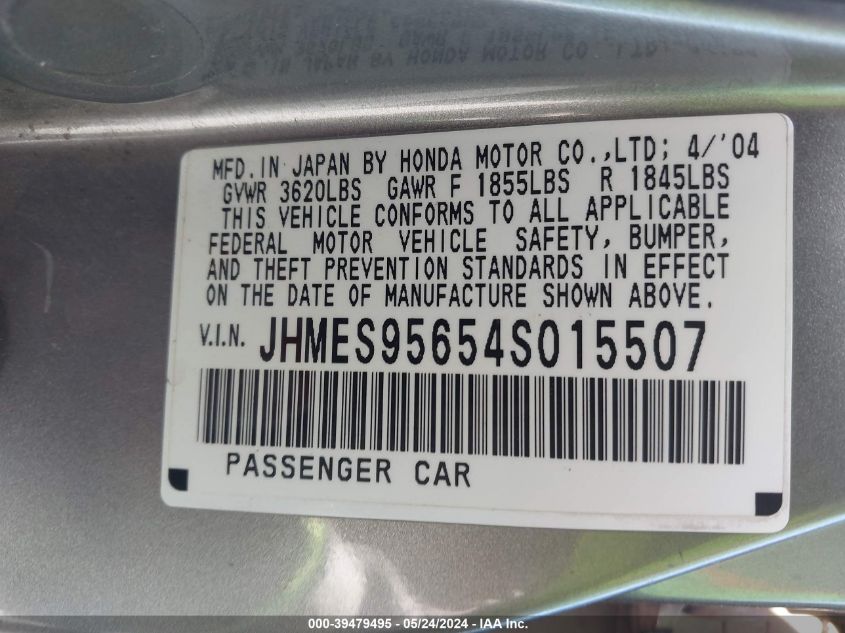 MFD.IN JAPAN BY HONDA MOTOR CO.,LTD; 4/'04
GVWR 3620LBS GAWR F 1855LBS R 1845LBS
THIS VEHICLE CONFORMS TO ALL APPLICABLE
FEDERAL MOTOR VEHICLE SAFETY, BUMPER,
AND THEFT PREVENTION STANDARDS IN EFFECT
ON THE DATE OF MANUFACTURE SHOWN ABOVE.
V.I.N. JHMES95654S015507
PASSENGER CAR
000-39479495 - 05/24/2024 - IAA Inc.